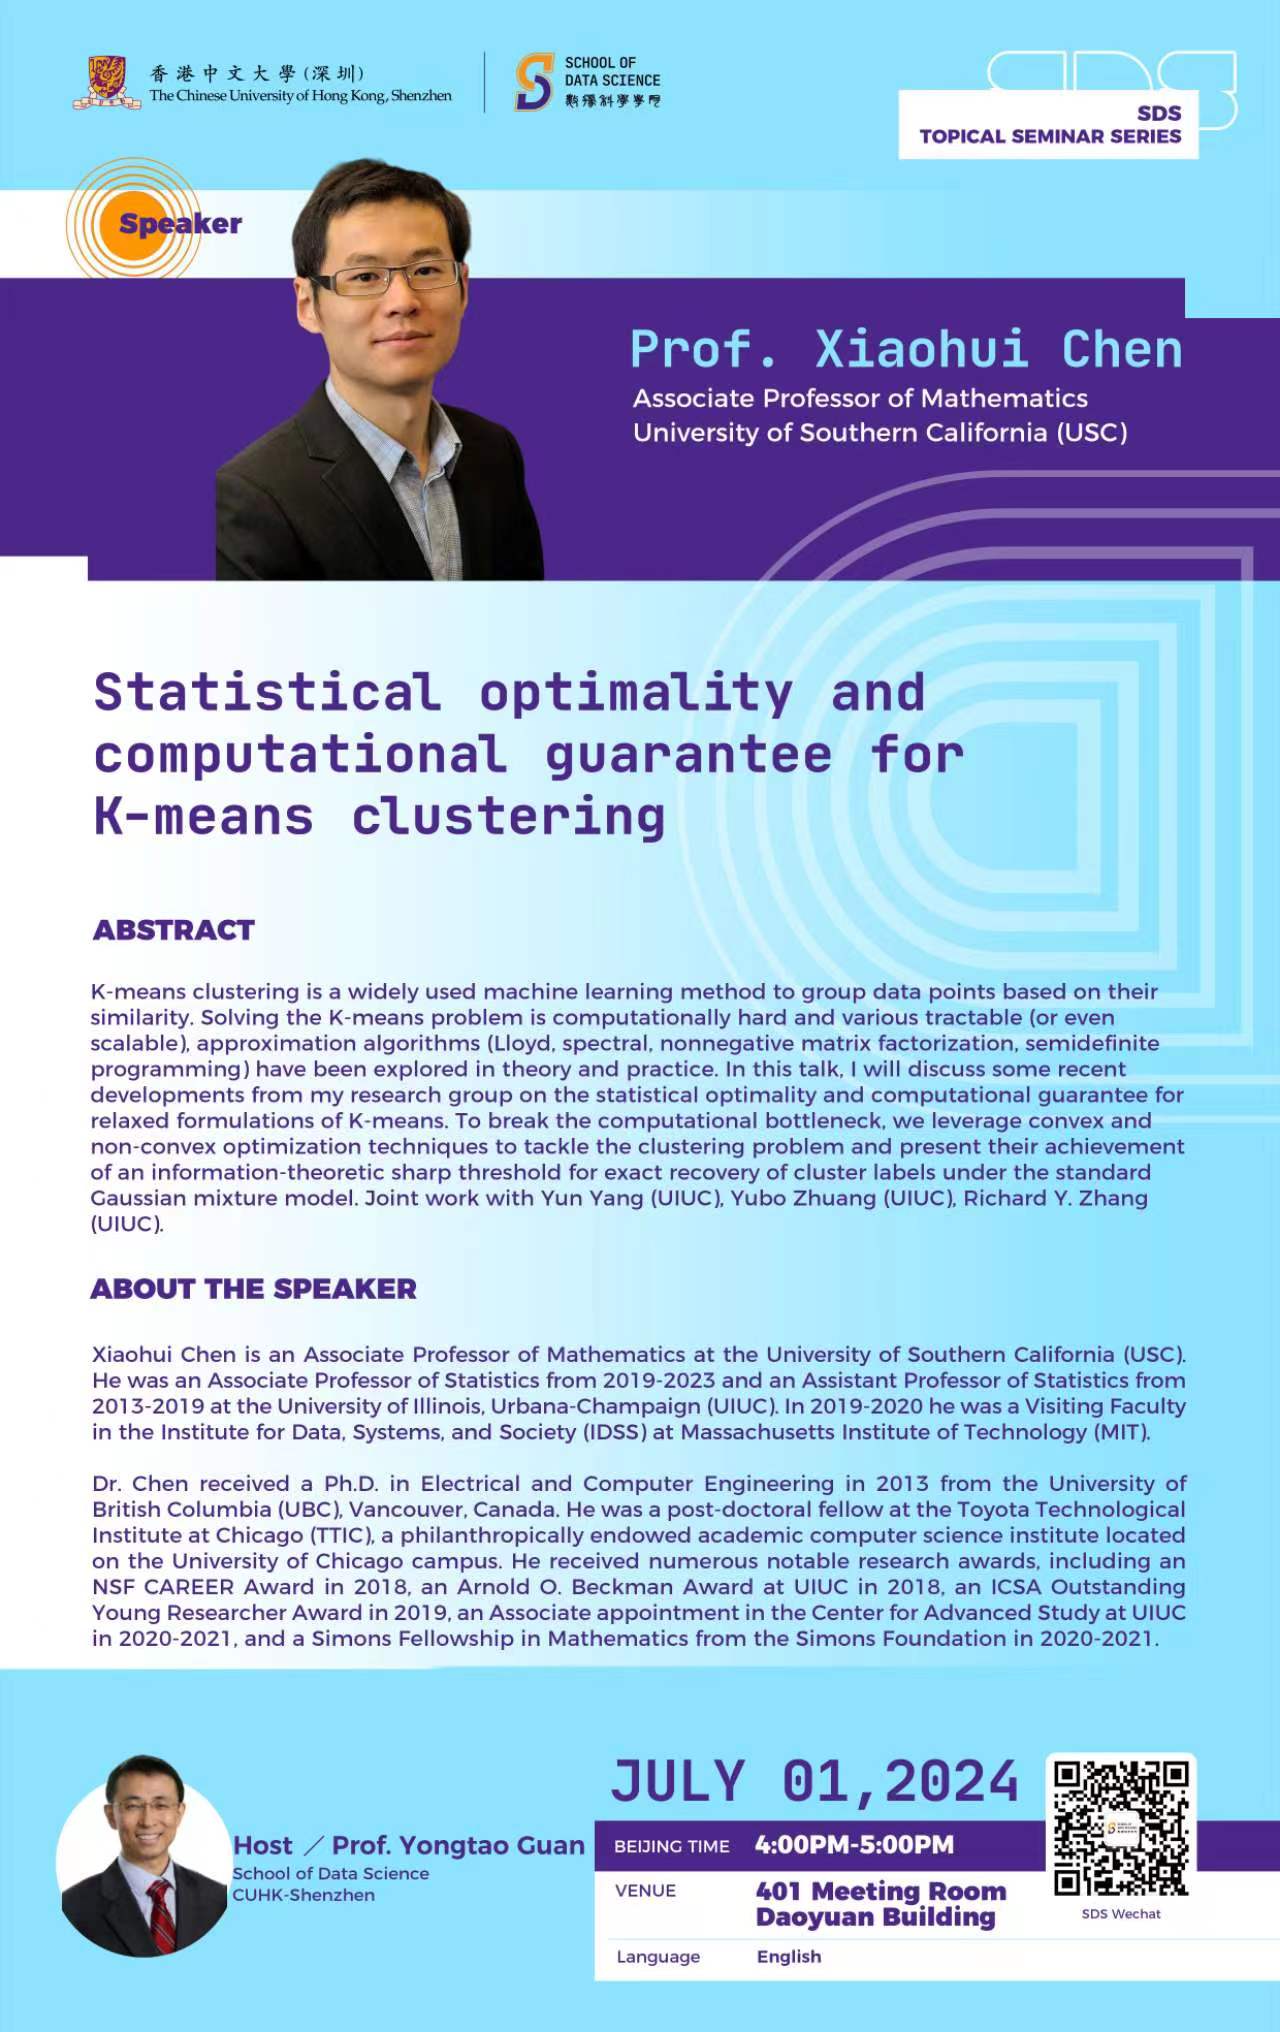 香港中文大學(深圳)
The Chinese University of Hong Kong, Shenzhen
SCHOOL OF
DATA SCIENCE
數據科學學院
SDS
SDS
TOPICAL SEMINAR SERIES
Speaker
Prof. Xiaohui Chen
Associate Professor of Mathematics
University of Southern California (USC)
Statistical optimality and
computational guarantee for
K-means clustering
ABSTRACT
K-means clustering is a widely used machine learning method to group data points based on their
similarity. Solving the K-means problem is computationally hard and various tractable (or even
scalable), approximation algorithms (Lloyd, spectral, nonnegative matrix factorization, semidefinite
programming) have been explored in theory and practice. In this talk, I will discuss some recent
developments from my research group on the statistical optimality and computational guarantee for
relaxed formulations of K-means. To break the computational bottleneck, we leverage convex and
non-convex optimization techniques to tackle the clustering problem and present their achievement
of an information-theoretic sharp threshold for exact recovery of cluster labels under the standard
Gaussian mixture model. Joint work with Yun Yang (UIUC), Yubo Zhuang (UIUC), Richard Y. Zhang
(UIUC).
ABOUT THE SPEAKER
Xiaohui Chen is an Associate Professor of Mathematics at the University of Southern California (USC).
He was an Associate Professor of Statistics from 2019-2023 and an Assistant Professor of Statistics from
2013-2019 at the University of Illinois, Urbana-Champaign (UIUC). In 2019-2020 he was a Visiting Faculty
in the Institute for Data, Systems, and Society (IDSS) at Massachusetts Institute of Technology (MIT).
Dr. Chen received a Ph.D. in Electrical and Computer Engineering in 2013 from the University of
British Columbia (UBC), Vancouver, Canada. He was a post-doctoral fellow at the Toyota Technological
Institute at Chicago (TTIC), a philanthropically endowed academic computer science institute located
on the University of Chicago campus. He received numerous notable research awards, including an
NSF CAREER Award in 2018, an Arnold O. Beckman Award at UIUC in 2018, an ICSA Outstanding
Young Researcher Award in 2019, an Associate appointment in the Center for Advanced Study at UIUC
in 2020-2021, and a Simons Fellowship in Mathematics from the Simons Foundation in 2020-2021.
Host / Prof. Yongtao Guan
School of Data Science
CUHK-Shenzhen
JULY 01,2024
BEIJING TIME 4:00PM-5:00PM
VENUE 401 Meeting Room
Daoyuan Building
Language English
SDS Wechat